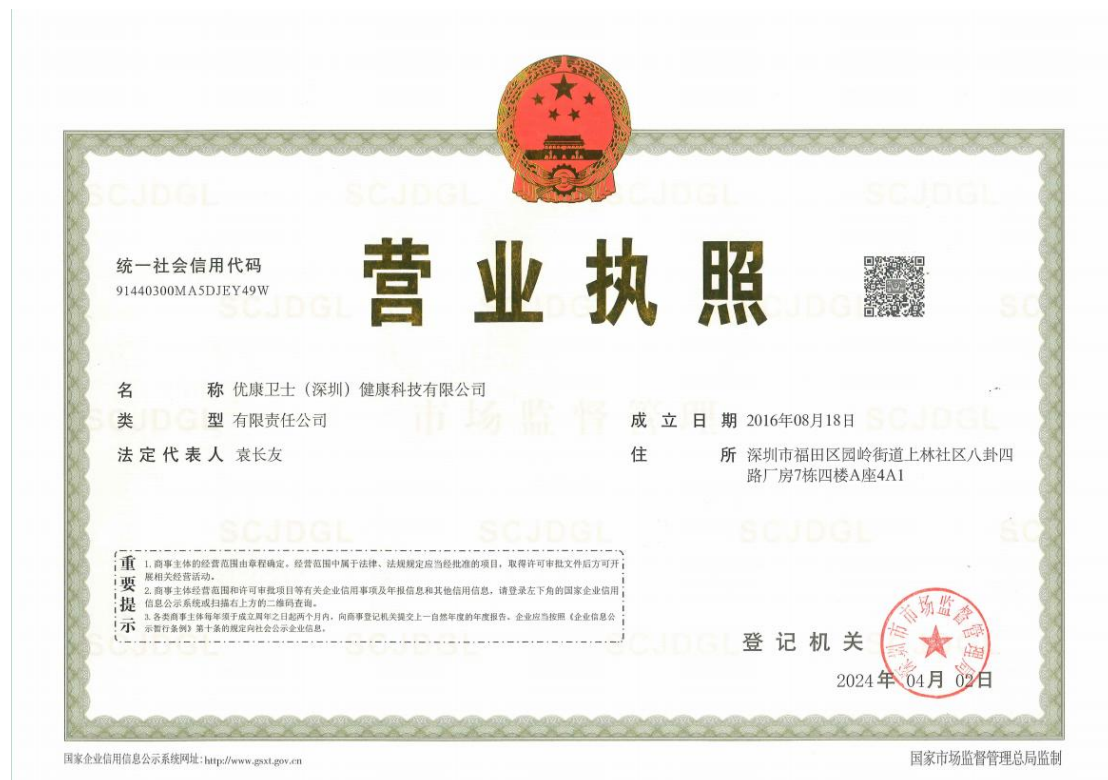 营业执照
统一社会信用代码
91440300MA5DJEY49W
名称 优康卫士（深圳）健康科技有限公司
类型 有限责任公司
法定代表人 袁长友
成立日期 2016年08月18日
住所 深圳市福田区园岭街道上林社区八卦四
路厂房7栋四楼A座4A1
重要提示
1. 商事主体的经营范围由章程确定。经营范围中属于法律、法规规定应当经批准的项目，取得许可审批文件后方可开
展相关经营活动。
2. 商事主体经营范围和许可审批项目等有关企业信用事项及年报信息和其他信用信息，请登录左下角的国家企业信用
信息公示系统或扫描右上方的二维码查询。
3. 各类商事主体每年须于成立周年之日起两个月内，向商事登记机关提交上一自然年度的年度报告。企业应当按照《企业信息公
示暂行条例》第十条的规定向社会公示企业信息。
登记机关
深圳市市场监督管理局
2024年04月02日
国家企业信用信息公示系统网址：http://www.gsxt.gov.cn
国家市场监督管理总局监制
SCJDGL
市场监督管理